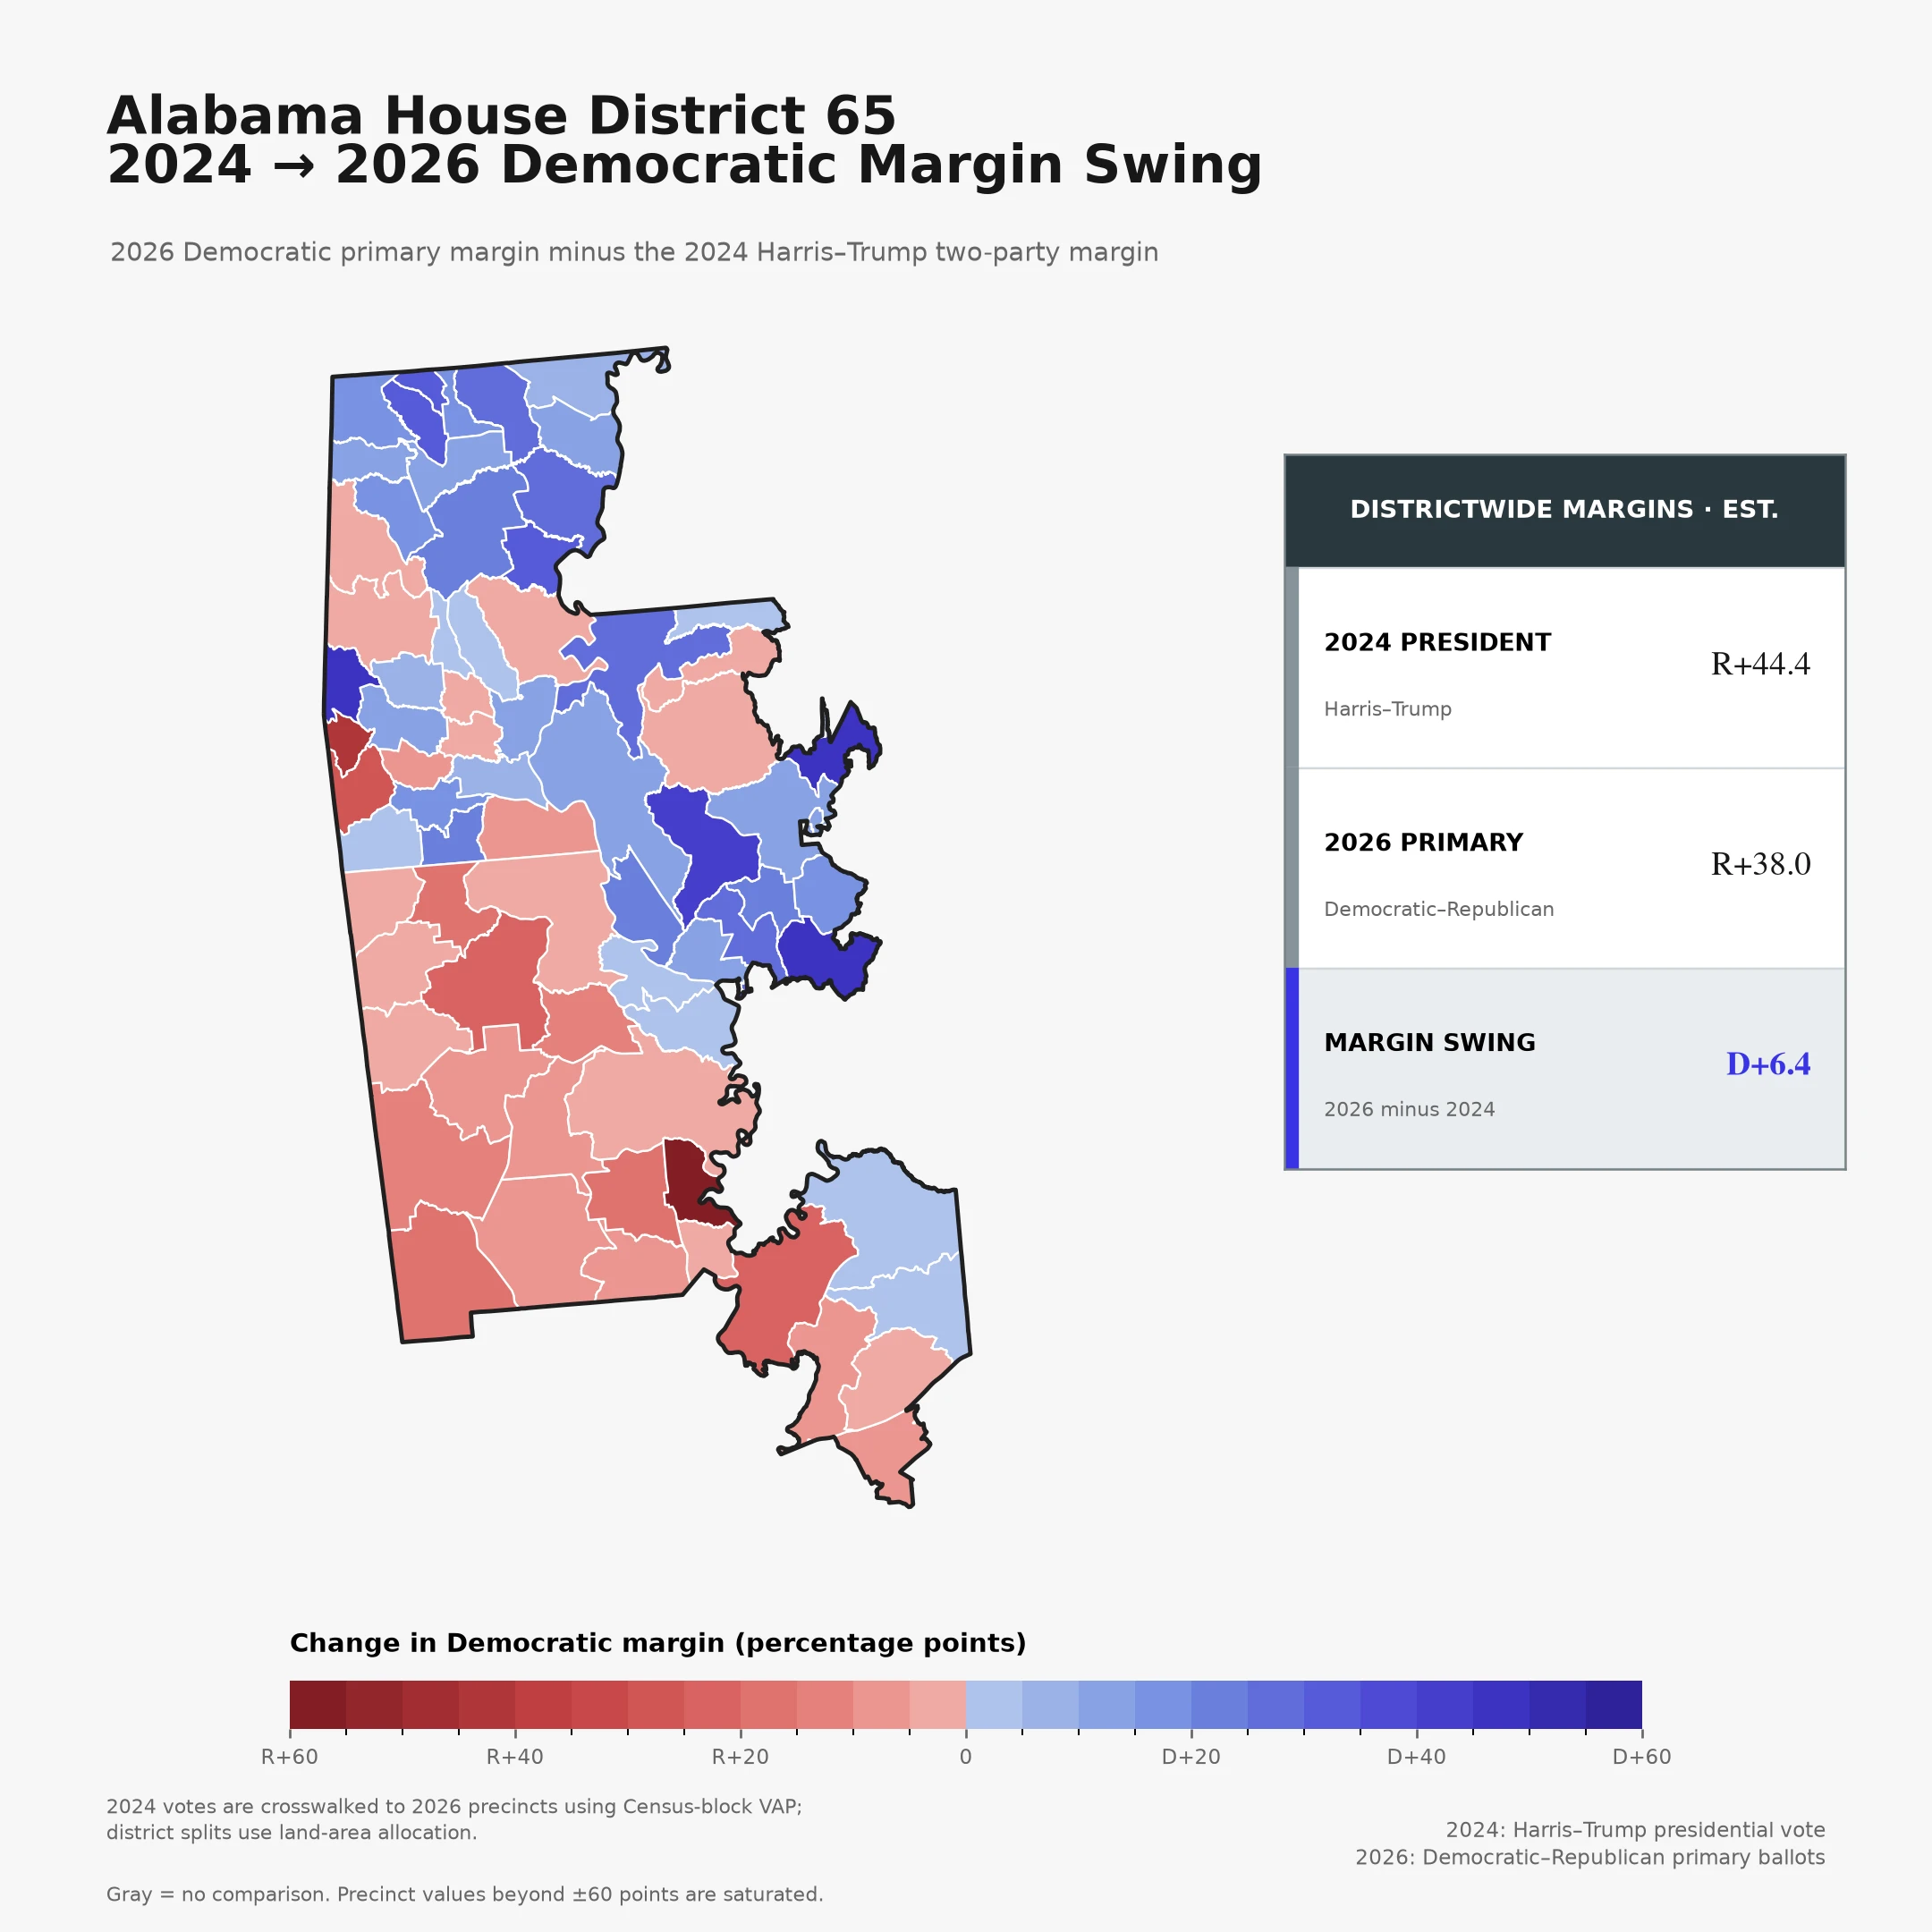 Alabama House District 65
2024 → 2026 Democratic Margin Swing
2026 Democratic primary margin minus the 2024 Harris–Trump two-party margin
DISTRICTWIDE MARGINS · EST.
2024 PRESIDENT
R+44.4
Harris–Trump
2026 PRIMARY
R+38.0
Democratic–Republican
MARGIN SWING
D+6.4
2026 minus 2024
Change in Democratic margin (percentage points)
R+60 R+40 R+20 0 D+20 D+40 D+60
2024 votes are crosswalked to 2026 precincts using Census-block VAP;
district splits use land-area allocation.
2024: Harris–Trump presidential vote
2026: Democratic–Republican primary ballots
Gray = no comparison. Precinct values beyond ±60 points are saturated.